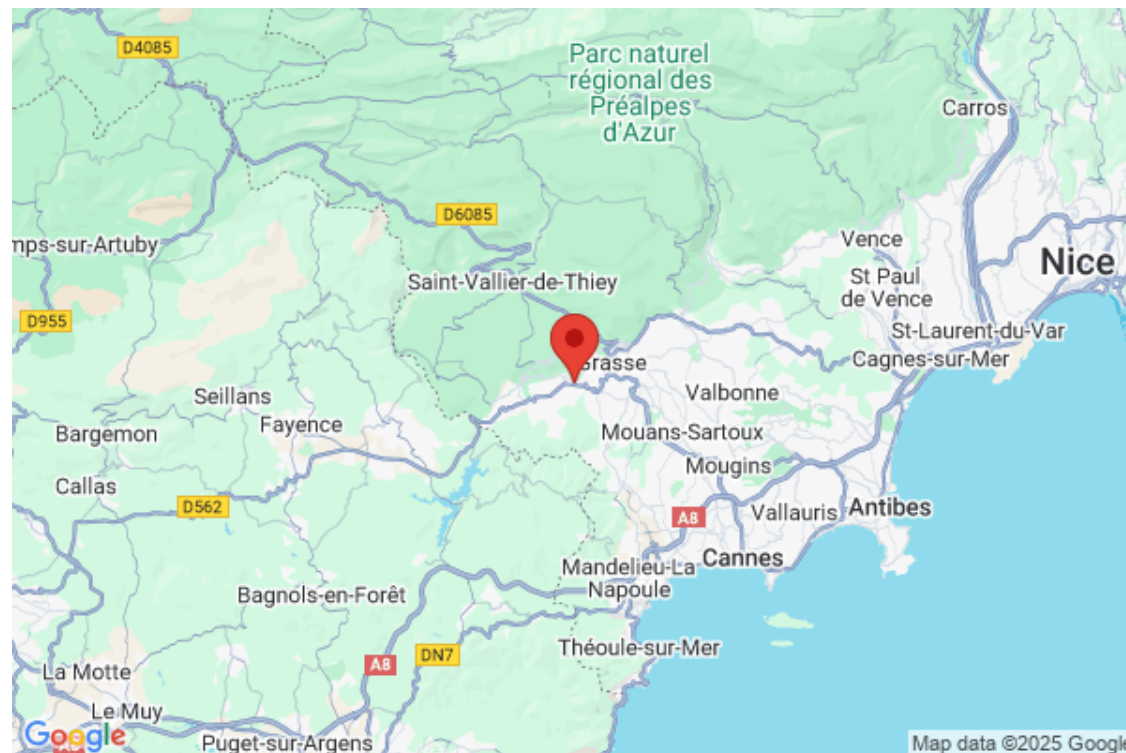 D4085
Parc naturel
régional des
Préalpes
d'Azur
Carros
D6085
mps-sur-Artuby
Vence
Nice
Saint-Vallier-de-Thiey
St Paul
de Vence
D955
St-Laurent-du-Var
Grasse
Cagnes-sur-Mer
Seillans
Valbonne
Fayence
Bargemon
Mouans-Sartoux
Mougins
Callas
D562
Vallauris
Antibes
A8
Cannes
Mandelieu-La
Napoule
Bagnols-en-Forêt
Théoule-sur-Mer
DN7
A8
La Motte
Le Muy
Google
Puget-sur-Argens
Map data ©2025 Google